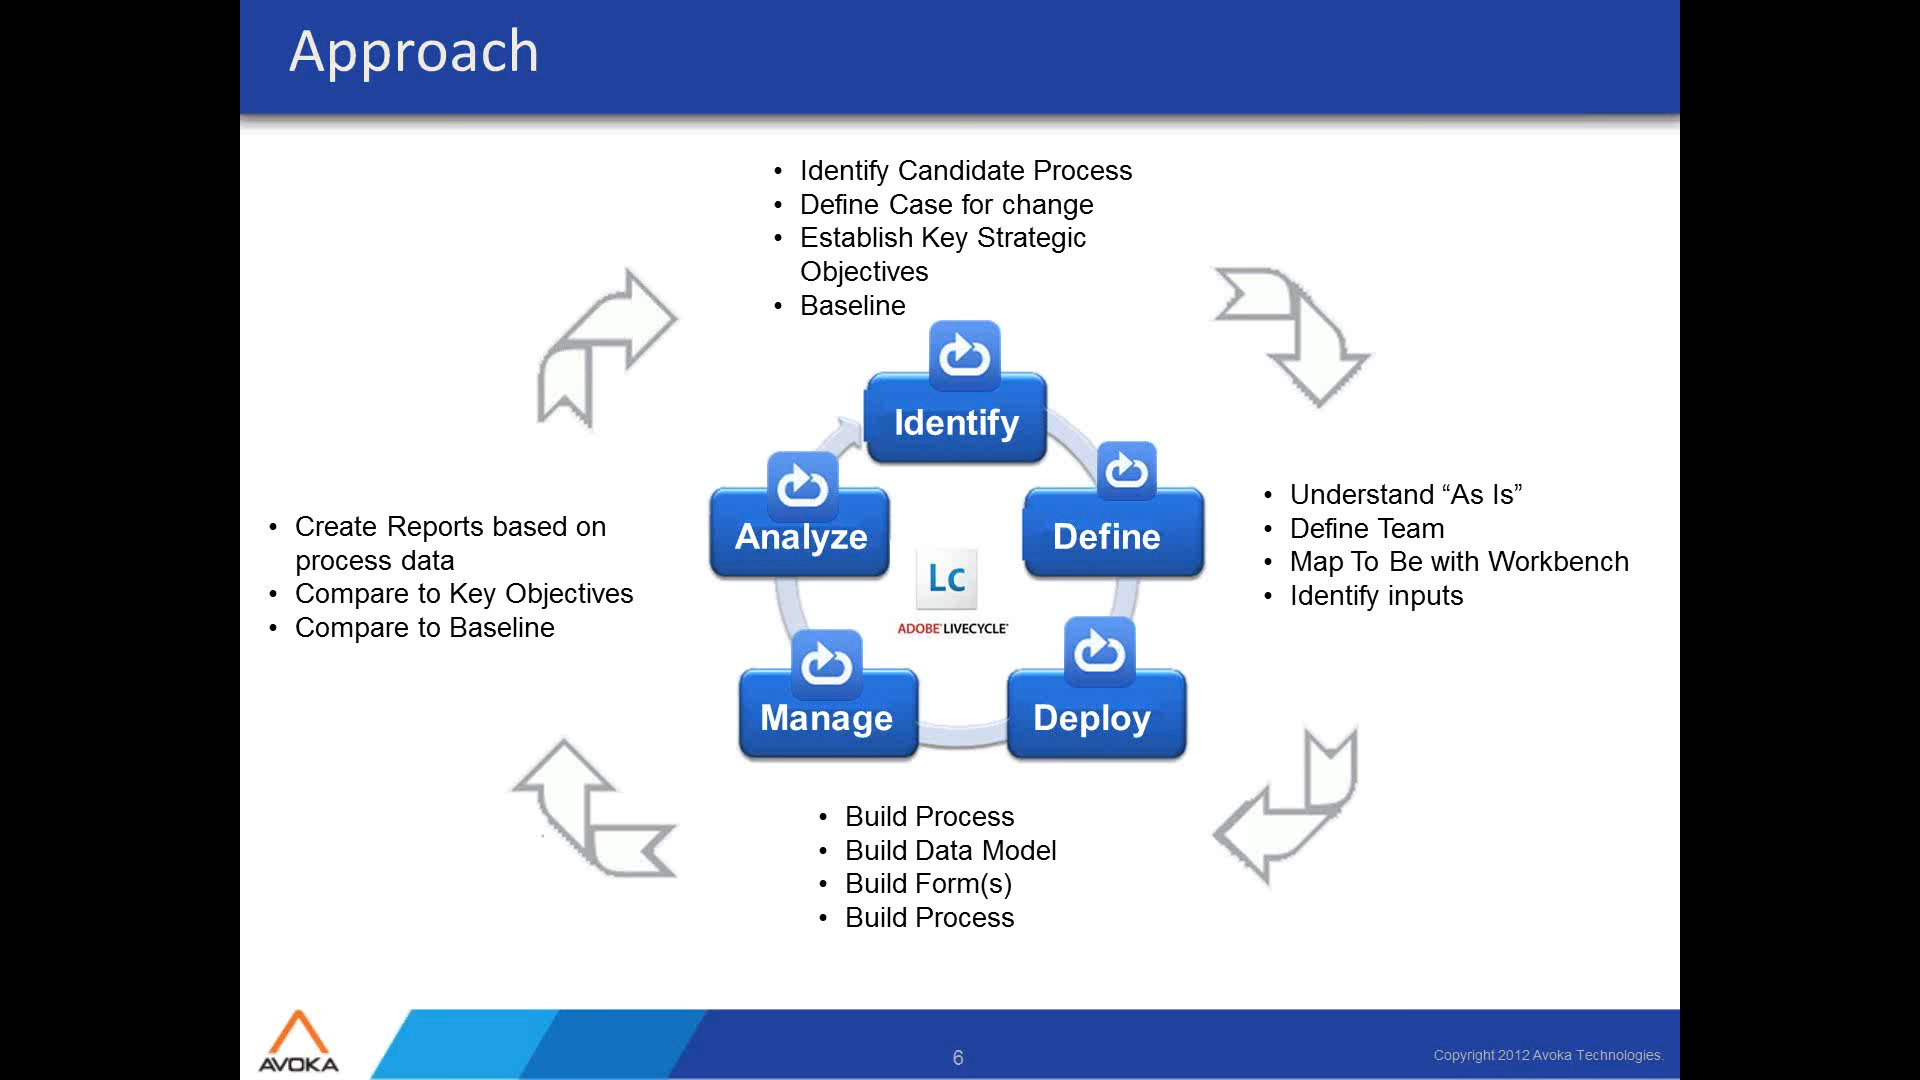 Approach
• Identify Candidate Process
• Define Case for change
• Establish Key Strategic
Objectives
• Baseline
Identify
Analyze
Define
• Understand “As Is”
• Define Team
• Map To Be with Workbench
• Identify inputs
• Create Reports based on
process data
• Compare to Key Objectives
• Compare to Baseline
Lc
ADOBE® LIVECYCLE®
Manage
Deploy
• Build Process
• Build Data Model
• Build Form(s)
• Build Process
AVOKA
6
Copyright 2012 Avoka Technologies.